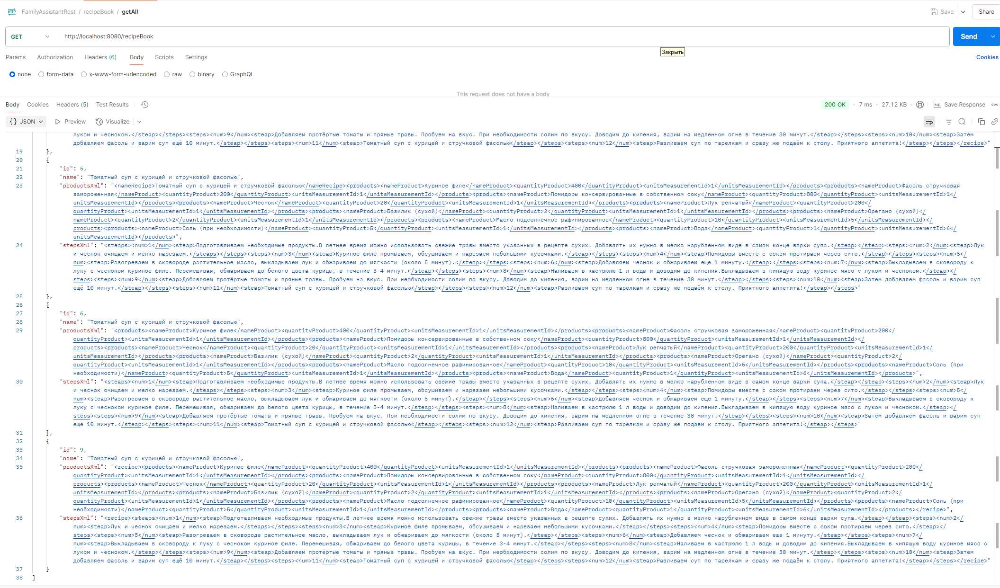 FamilyAssistantRest / recipeBook / getAll
Save
Share
GET
http://localhost:8080/recipeBook
Send
Закрыть
Params Authorization Headers (6) Body Scripts Settings
Cookies
none form-data x-www-form-urlencoded raw binary GraphQL
This request does not have a body
Body Cookies Headers (5) Test Results
200 OK • 7 ms • 27.12 KB • Save Response
{} JSON Preview Visualize
луком и чесноком.</steap></steps><steps><num>9</num><steap>Добавляем протёртые томаты и пряные травы. Пробуем на вкус. При необходимости солим по вкусу. Доводим до кипения, варим на медленном огне в течение 30 минут.</steap></steps><steps><num>10</num><steap>Затем
добавляем фасоль и варим суп ещё 10 минут.</steap></steps><steps><num>11</num><steap>Томатный суп с курицей и стручковой фасолью</steap></steps><steps><num>12</num><steap>Разливаем суп по тарелкам и сразу же подаём к столу. Приятного аппетита!</steap></steps></recipe>"
19 },
20 {
21 "id": 5,
22 "name": "Томатный суп с курицей и стручковой фасолью",
23 "productsXml": "<nameRecipe>Томатный суп с курицей и стручковой фасолью</nameRecipe><products><nameProduct>Куриное филе</nameProduct><quantityProduct>400</quantityProduct><unitsMeasurementId>1</unitsMeasurementId></products><products><nameProduct>Фасоль стручковая
замороженная</nameProduct><quantityProduct>200</quantityProduct><unitsMeasurementId>1</unitsMeasurementId></products><products><nameProduct>Помидоры консервированные в собственном соку</nameProduct><quantityProduct>800</quantityProduct><unitsMeasurementId>1</
unitsMeasurementId></products><products><nameProduct>Чеснок</nameProduct><quantityProduct>20</quantityProduct><unitsMeasurementId>1</unitsMeasurementId></products><products><nameProduct>Лук репчатый</nameProduct><quantityProduct>200</
quantityProduct><unitsMeasurementId>1</unitsMeasurementId></products><products><nameProduct>Базилик (сухой)</nameProduct><quantityProduct>2</quantityProduct><unitsMeasurementId>1</unitsMeasurementId></products><products><nameProduct>Орегано (сухой)</
nameProduct><quantityProduct>2</quantityProduct><unitsMeasurementId>1</unitsMeasurementId></products><products><nameProduct>Масло подсолнечное рафинированное</nameProduct><quantityProduct>10</quantityProduct><unitsMeasurementId>5</unitsMeasurementId></
products><products><nameProduct>Соль (при необходимости)</nameProduct><quantityProduct>5</quantityProduct><unitsMeasurementId>1</unitsMeasurementId></products><products><nameProduct>Вода</nameProduct><quantityProduct>1</quantityProduct><unitsMeasurementId>6</
unitsMeasurementId></products>",
24 "stepsXml": "<steaps><num>1</num><steap>Подготавливаем необходимые продукты.В летнее время можно использовать свежие травы вместо указанных в рецепте сухих. Добавлять их нужно в мелко нарубленном виде в самом конце варки супа.</steap></steap><steps><num>2</num><steap>Лук
и чеснок очищаем и мелко нарезаем.</steaps></steps><steps><num>3</num><steap>Куриное филе промываем, обсушиваем и нарезаем небольшими кусочками.</steap></steps><steps><num>4</num><steap>Помидоры вместе с соком протираем через сито.</steap></steps><steps><num>5</
num><steap>Разогреваем в сковороде растительное масло, выкладываем лук и обжариваем до мягкости (около 5 минут).</steap></steps><steps><num>6</num><steap>Добавляем чеснок и обжариваем еще 1 минуту.</steap></steps><steps><num>7</num><steap>Выкладываем в сковороду к
луку с чесноком куриное филе. Перемешивая, обжариваем до белого цвета курицы, в течение 3-4 минут.</steap></steps><steps><num>8</num><steap>Наливаем в кастрюлю 1 л воды и доводим до кипения.Выкладываем в кипящую воду куриное мясо с луком и чесноком.</steap></
steps><steps><num>9</num><steap>Добавляем протёртые томаты и пряные травы. Пробуем на вкус. При необходимости солим по вкусу. Доводим до кипения, варим на медленном огне в течение 30 минут.</steap></steps><steps><num>10</num><steap>Затем добавляем фасоль и варим суп
ещё 10 минут.</steap></steps><steps><num>11</num><steap>Томатный суп с курицей и стручковой фасолью</steap></steps><steps><num>12</num><steap>Разливаем суп по тарелкам и сразу же подаём к столу. Приятного аппетита!</steap></steps>"
25 },
26 {
27 "id": 6,
28 "name": "Томатный суп с курицей и стручковой фасолью",
29 "productsXml": "<products><nameProduct>Куриное филе</nameProduct><quantityProduct>400</quantityProduct><unitsMeasurementId>1</unitsMeasurementId></products><products><nameProduct>Фасоль стручковая замороженная</nameProduct><quantityProduct>200</
quantityProduct><unitsMeasurementId>1</unitsMeasurementId></products><products><nameProduct>Помидоры консервированные в собственном соку</nameProduct><quantityProduct>800</quantityProduct><unitsMeasurementId>1</unitsMeasurementId></
products><products><nameProduct>Чеснок</nameProduct><quantityProduct>20</quantityProduct><unitsMeasurementId>1</unitsMeasurementId></products><products><nameProduct>Лук репчатый</nameProduct><quantityProduct>200</quantityProduct><unitsMeasurementId>1</
unitsMeasurementId></products><products><nameProduct>Базилик (сухой)</nameProduct><quantityProduct>2</quantityProduct><unitsMeasurementId>1</unitsMeasurementId></products><products><nameProduct>Орегано (сухой)</nameProduct><quantityProduct>2</
quantityProduct><unitsMeasurementId>1</unitsMeasurementId></products><products><nameProduct>Масло подсолнечное рафинированное</nameProduct><quantityProduct>10</quantityProduct><unitsMeasurementId>5</unitsMeasurementId></products><products><nameProduct>Соль (при
необходимости)</nameProduct><quantityProduct>5</quantityProduct><unitsMeasurementId>1</unitsMeasurementId></products><products><nameProduct>Вода</nameProduct><quantityProduct>1</quantityProduct><unitsMeasurementId>6</unitsMeasurementId></products>",
30 "stepsXml": "<steaps><num>1</num><steap>Подготавливаем необходимые продукты.В летнее время можно использовать свежие травы вместо указанных в рецепте сухих. Добавлять их нужно в мелко нарубленном виде в самом конце варки супа.</steap></steap><steps><num>2</num><steap>Лук
и чеснок очищаем и мелко нарезаем.</steaps></steps><steps><num>3</num><steap>Куриное филе промываем, обсушиваем и нарезаем небольшими кусочками.</steap></steps><steps><num>4</num><steap>Помидоры вместе с соком протираем через сито.</steap></steps><steps><num>5</
num><steap>Разогреваем в сковороде растительное масло, выкладываем лук и обжариваем до мягкости (около 5 минут).</steap></steps><steps><num>6</num><steap>Добавляем чеснок и обжариваем еще 1 минуту.</steap></steps><steps><num>7</num><steap>Выкладываем в сковороду к
луку с чесноком куриное филе. Перемешивая, обжариваем до белого цвета курицы, в течение 3-4 минут.</steap></steps><steps><num>8</num><steap>Наливаем в кастрюлю 1 л воды и доводим до кипения.Выкладываем в кипящую воду куриное мясо с луком и чесноком.</steap></
steps><steps><num>9</num><steap>Добавляем протёртые томаты и пряные травы. Пробуем на вкус. При необходимости солим по вкусу. Доводим до кипения, варим на медленном огне в течение 30 минут.</steap></steps><steps><num>10</num><steap>Затем добавляем фасоль и варим суп
ещё 10 минут.</steap></steps><steps><num>11</num><steap>Томатный суп с курицей и стручковой фасолью</steap></steps><steps><num>12</num><steap>Разливаем суп по тарелкам и сразу же подаём к столу. Приятного аппетита!</steap></steps>"
31 },
32 {
33 "id": 9,
34 "name": "Томатный суп с курицей и стручковой фасолью",
35 "productsXml": "<recipe><products><nameProduct>Куриное филе</nameProduct><quantityProduct>400</quantityProduct><unitsMeasurementId>1</unitsMeasurementId></products><products><nameProduct>Фасоль стручковая замороженная</nameProduct><quantityProduct>200</
quantityProduct><unitsMeasurementId>1</unitsMeasurementId></products><products><nameProduct>Помидоры консервированные в собственном соку</nameProduct><quantityProduct>800</quantityProduct><unitsMeasurementId>1</unitsMeasurementId></
products><products><nameProduct>Чеснок</nameProduct><quantityProduct>20</quantityProduct><unitsMeasurementId>1</unitsMeasurementId></products><products><nameProduct>Лук репчатый</nameProduct><quantityProduct>200</quantityProduct><unitsMeasurementId>1</
unitsMeasurementId></products><products><nameProduct>Базилик (сухой)</nameProduct><quantityProduct>2</quantityProduct><unitsMeasurementId>1</unitsMeasurementId></products><products><nameProduct>Орегано (сухой)</nameProduct><quantityProduct>2</
quantityProduct><unitsMeasurementId>1</unitsMeasurementId></products><products><nameProduct>Масло подсолнечное рафинированное</nameProduct><quantityProduct>10</quantityProduct><unitsMeasurementId>5</unitsMeasurementId></products><products><nameProduct>Соль (при
необходимости)</nameProduct><quantityProduct>5</quantityProduct><unitsMeasurementId>1</unitsMeasurementId></products><products><nameProduct>Вода</nameProduct><quantityProduct>1</quantityProduct><unitsMeasurementId>6</unitsMeasurementId></products></recipe>",
36 "stepsXml": "<recipe><steaps><num>1</num><steap>Подготавливаем необходимые продукты.В летнее время можно использовать свежие травы вместо указанных в рецепте сухих. Добавлять их нужно в мелко нарубленном виде в самом конце варки супа.</steap></steap><steps><num>2</
num><steap>Лук и чеснок очищаем и мелко нарезаем.</steaps></steps><steps><num>3</num><steap>Куриное филе промываем, обсушиваем и нарезаем небольшими кусочками.</steap></steps><steps><num>4</num><steap>Помидоры вместе с соком протираем через сито.</steap></
steps><steps><num>5</num><steap>Разогреваем в сковороде растительное масло, выкладываем лук и обжариваем до мягкости (около 5 минут).</steap></steps><steps><num>6</num><steap>Добавляем чеснок и обжариваем еще 1 минуту.</steap></steps><steps><num>7</
num><steap>Выкладываем в сковороду к луку с чесноком куриное филе. Перемешивая, обжариваем до белого цвета курицы, в течение 3-4 минут.</steap></steps><steps><num>8</num><steap>Наливаем в кастрюлю 1 л воды и доводим до кипения.Выкладываем в кипящую воду куриное мясо с
луком и чесноком.</steap></steps><steps><num>9</num><steap>Добавляем протёртые томаты и пряные травы. Пробуем на вкус. При необходимости солим по вкусу. Доводим до кипения, варим на медленном огне в течение 30 минут.</steap></steps><steps><num>10</num><steap>Затем
добавляем фасоль и варим суп ещё 10 минут.</steap></steps><steps><num>11</num><steap>Томатный суп с курицей и стручковой фасолью</steap></steps><steps><num>12</num><steap>Разливаем суп по тарелкам и сразу же подаём к столу. Приятного аппетита!</steap></steps></recipe>"
37 }
38 ]